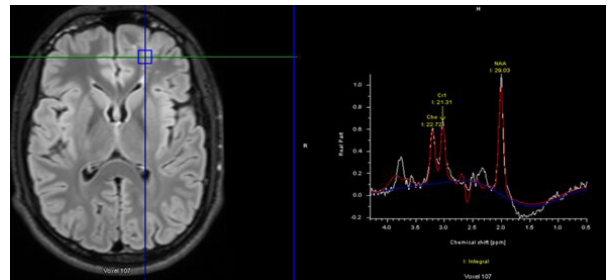 H
R
NAA
I: 29.03
Cr1
I: 21.31
Cho
I: 22.72
Real Part
1.0
0.8
0.6
0.4
0.2
0.0
-0.2
4.0 3.5 3.0 2.5 2.0 1.5 1.0 0.5
Chemical shift [ppm]
I: Integral
Voxel 107
Voxel 107